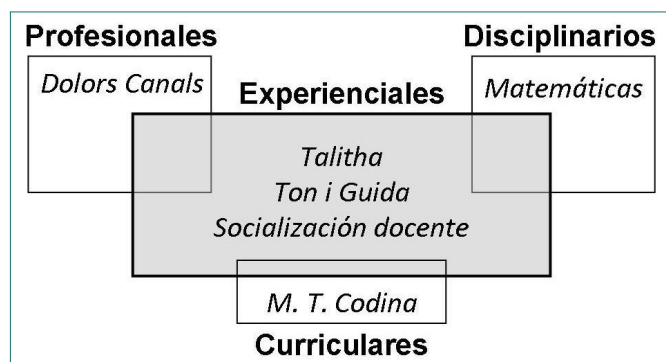 Profesionales
Disciplinarios
Dolors Canals
Experienciales
Matemáticas
Talitha
Ton i Guida
Socialización docente
M. T. Codina
Curriculares